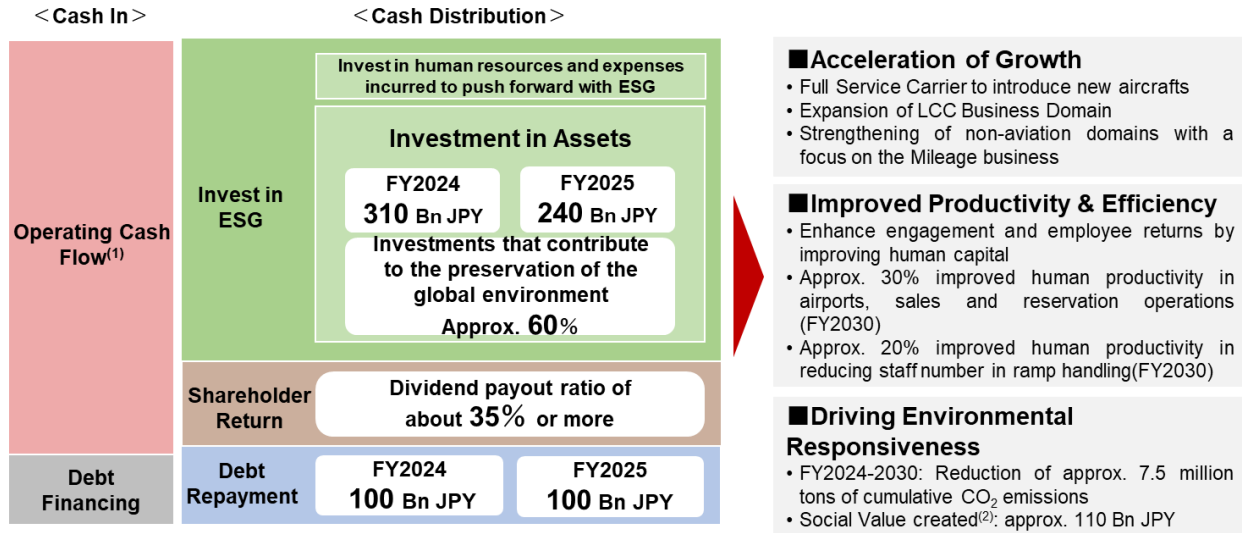 ＜Cash In＞
＜Cash Distribution＞
Operating Cash
Flow(1)
Debt
Financing
Invest in
ESG
Invest in human resources and expenses
incurred to push forward with ESG
Investment in Assets
FY2024
310 Bn JPY
FY2025
240 Bn JPY
Investments that contribute
to the preservation of the
global environment
Approx. 60%
Shareholder
Return
Dividend payout ratio of
about 35% or more
Debt
Repayment
FY2024
100 Bn JPY
FY2025
100 Bn JPY
■Acceleration of Growth
• Full Service Carrier to introduce new aircrafts
• Expansion of LCC Business Domain
• Strengthening of non-aviation domains with a
focus on the Mileage business
■Improved Productivity & Efficiency
• Enhance engagement and employee returns by
improving human capital
• Approx. 30% improved human productivity in
airports, sales and reservation operations
(FY2030)
• Approx. 20% improved human productivity in
reducing staff number in ramp handling(FY2030)
■Driving Environmental
Responsiveness
• FY2024-2030: Reduction of approx. 7.5 million
tons of cumulative CO₂ emissions
• Social Value created(2): approx. 110 Bn JPY